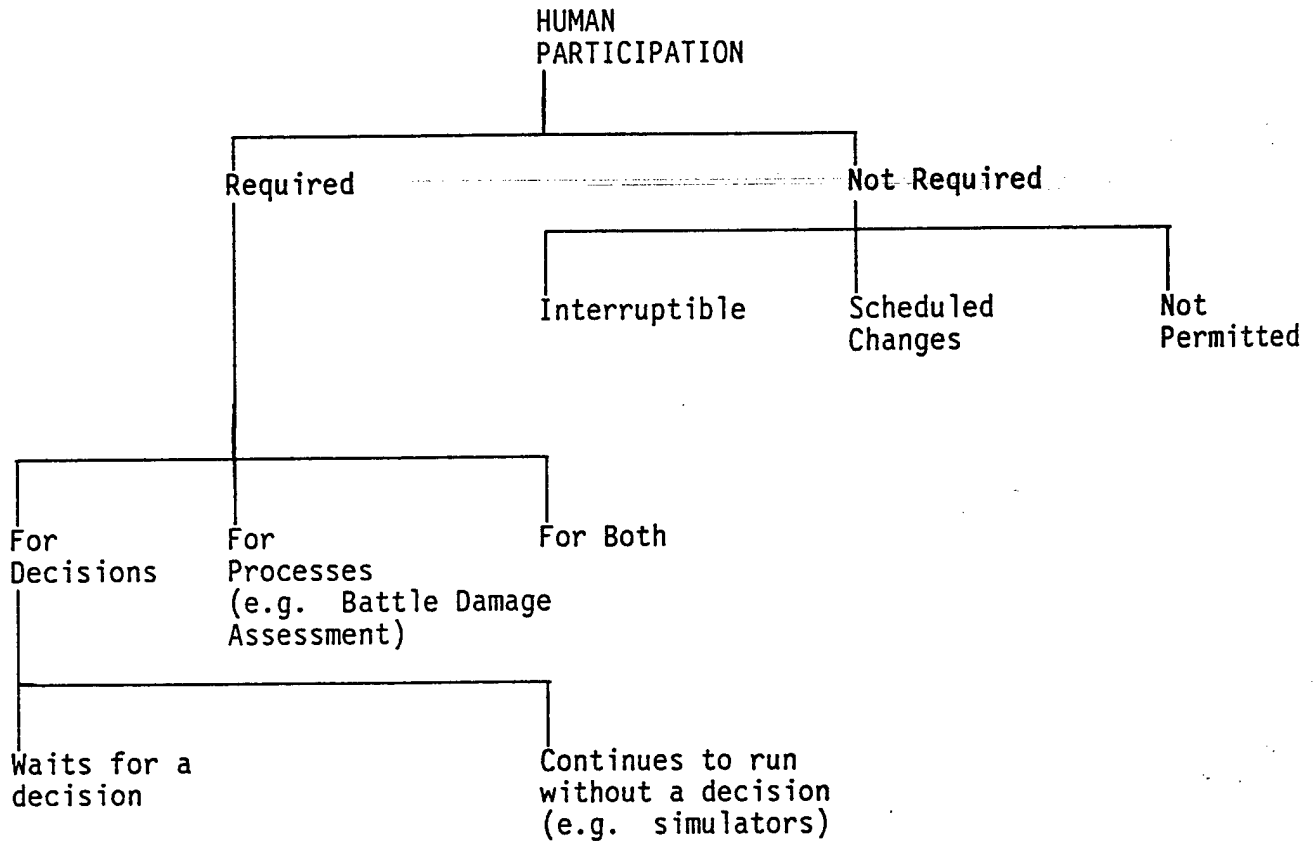 HUMAN
PARTICIPATION
Required
Not Required
Interruptible
Scheduled
Changes
Not
Permitted
For
Decisions
For
Processes
(e.g. Battle Damage
Assessment)
For Both
Waits for a
decision
Continues to run
without a decision
(e.g. simulators)